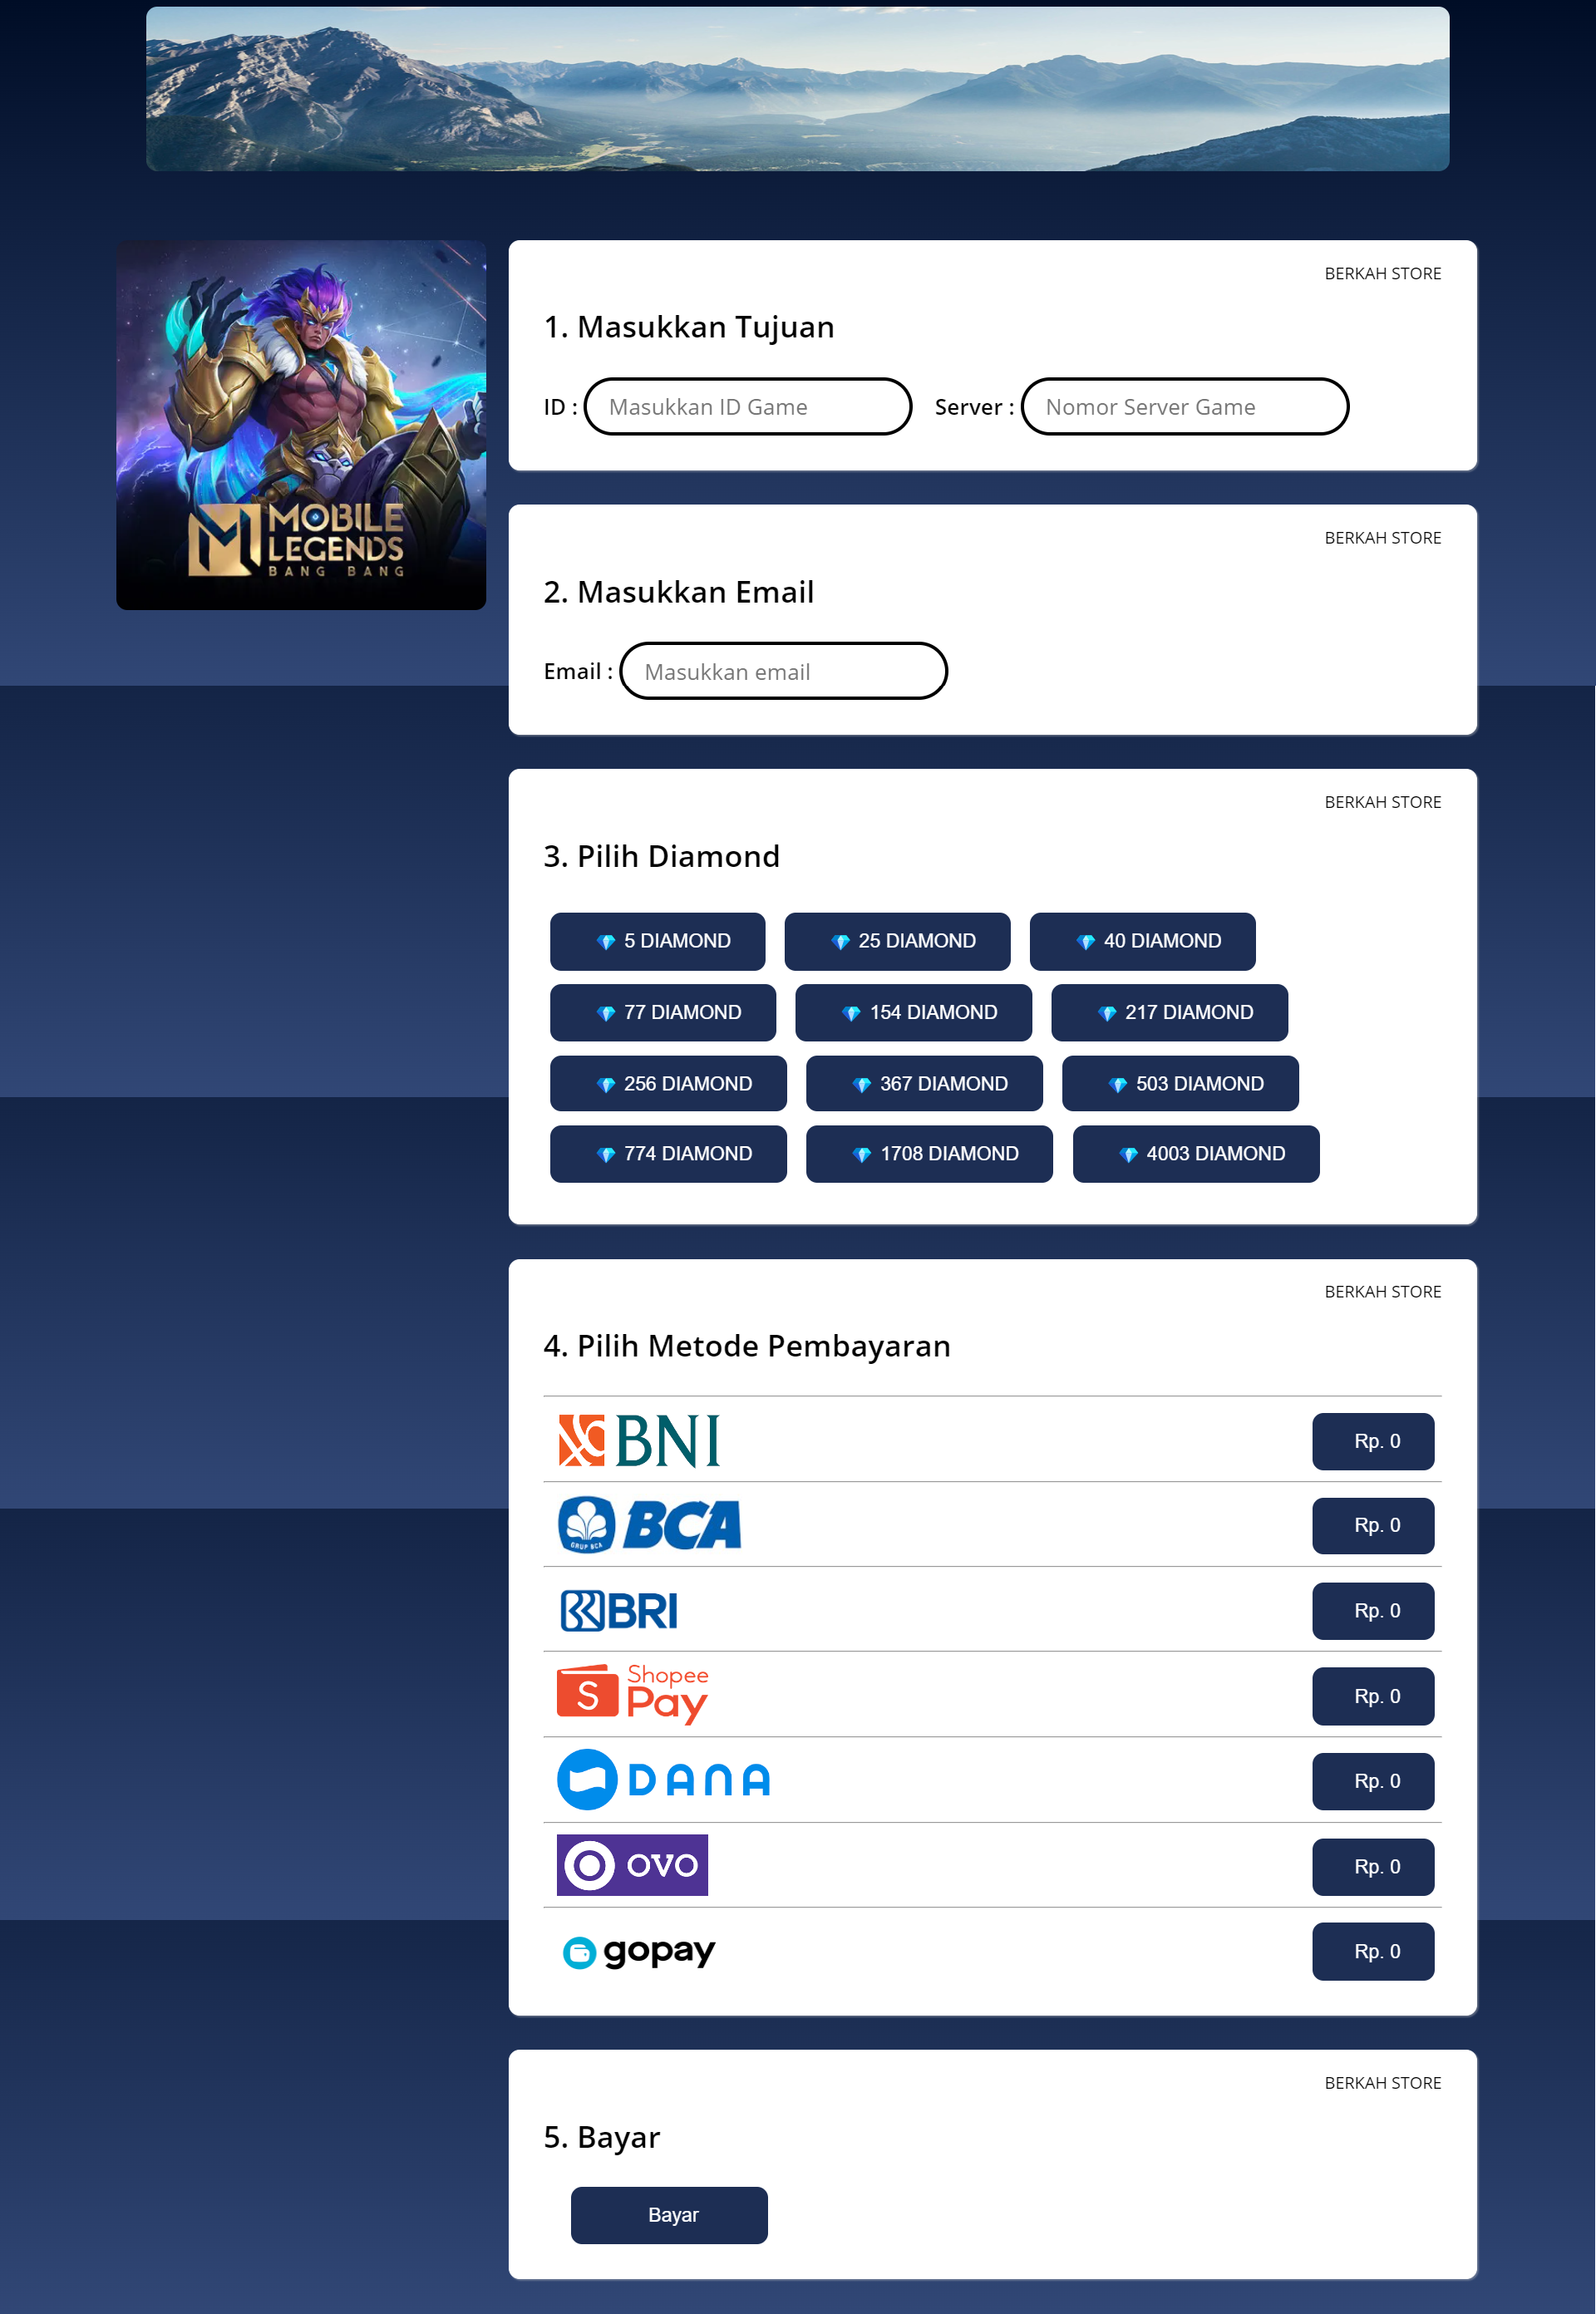 MOBILE
LEGENDS
BANG BANG
BERKAH STORE
1. Masukkan Tujuan
ID : Masukkan ID Game Server : Nomor Server Game
BERKAH STORE
2. Masukkan Email
Email : Masukkan email
BERKAH STORE
3. Pilih Diamond
5 DIAMOND 25 DIAMOND 40 DIAMOND
77 DIAMOND 154 DIAMOND 217 DIAMOND
256 DIAMOND 367 DIAMOND 503 DIAMOND
774 DIAMOND 1708 DIAMOND 4003 DIAMOND
BERKAH STORE
4. Pilih Metode Pembayaran
BNI Rp. 0
GRUP BCA BCA Rp. 0
BRI Rp. 0
S Shopee
Pay Rp. 0
DANA Rp. 0
OVO Rp. 0
gopay Rp. 0
BERKAH STORE
5. Bayar
Bayar